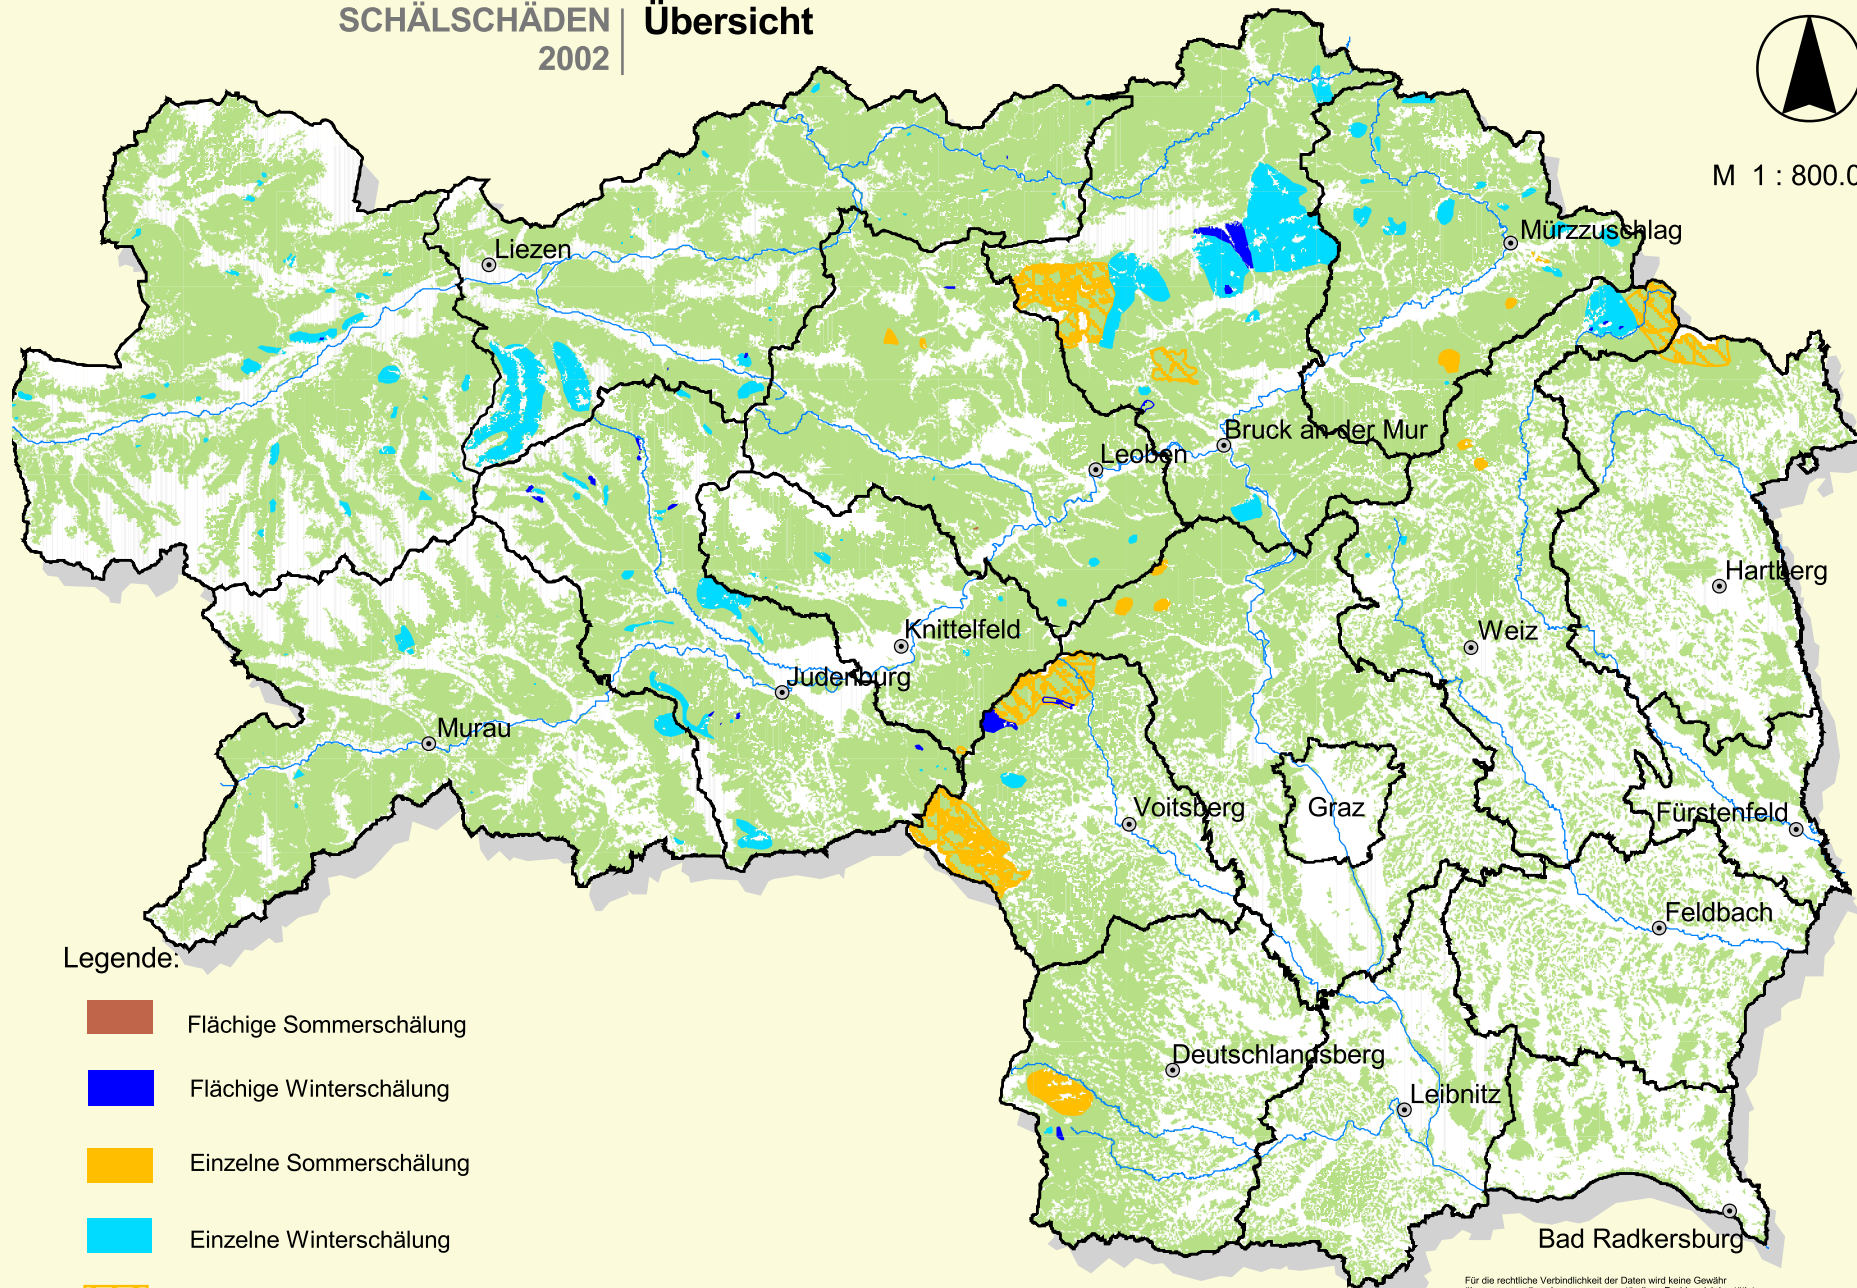 SCHÄLSCHÄDEN
2002
Übersicht
M 1 : 800.0
Liezen
Mürzzuschlag
Bruck an der Mur
Leoben
Hartberg
Knittelfeld
Weiz
Judenburg
Murau
Voitsberg
Graz
Fürstenfeld
Feldbach
Legende:
Flächige Sommerschälung
Deutschlandsberg
Flächige Winterschälung
Leibnitz
Einzelne Sommerschälung
Einzelne Winterschälung
Bad Radkersburg
Für die rechtliche Verbindlichkeit der Daten wird keine Gewähr